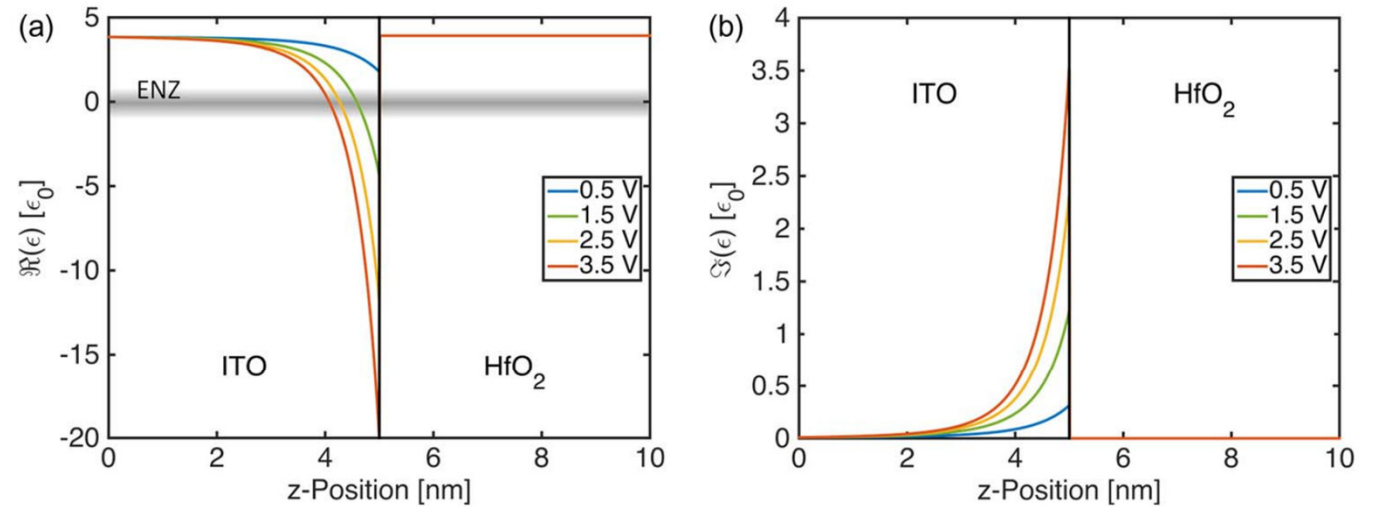 (a)
5
0
-5
-10
-15
-20
ENZ
ITO
HfO2
0.5 V
1.5 V
2.5 V
3.5 V
ℜ(ϵ) [ϵ0]
0 2 4 6 8 10
z-Position [nm]
(b)
4
3.5
3
2.5
2
1.5
1
0.5
0
ITO
HfO2
0.5 V
1.5 V
2.5 V
3.5 V
ℑ(ϵ) [ϵ0]
0 2 4 6 8 10
z-Position [nm]